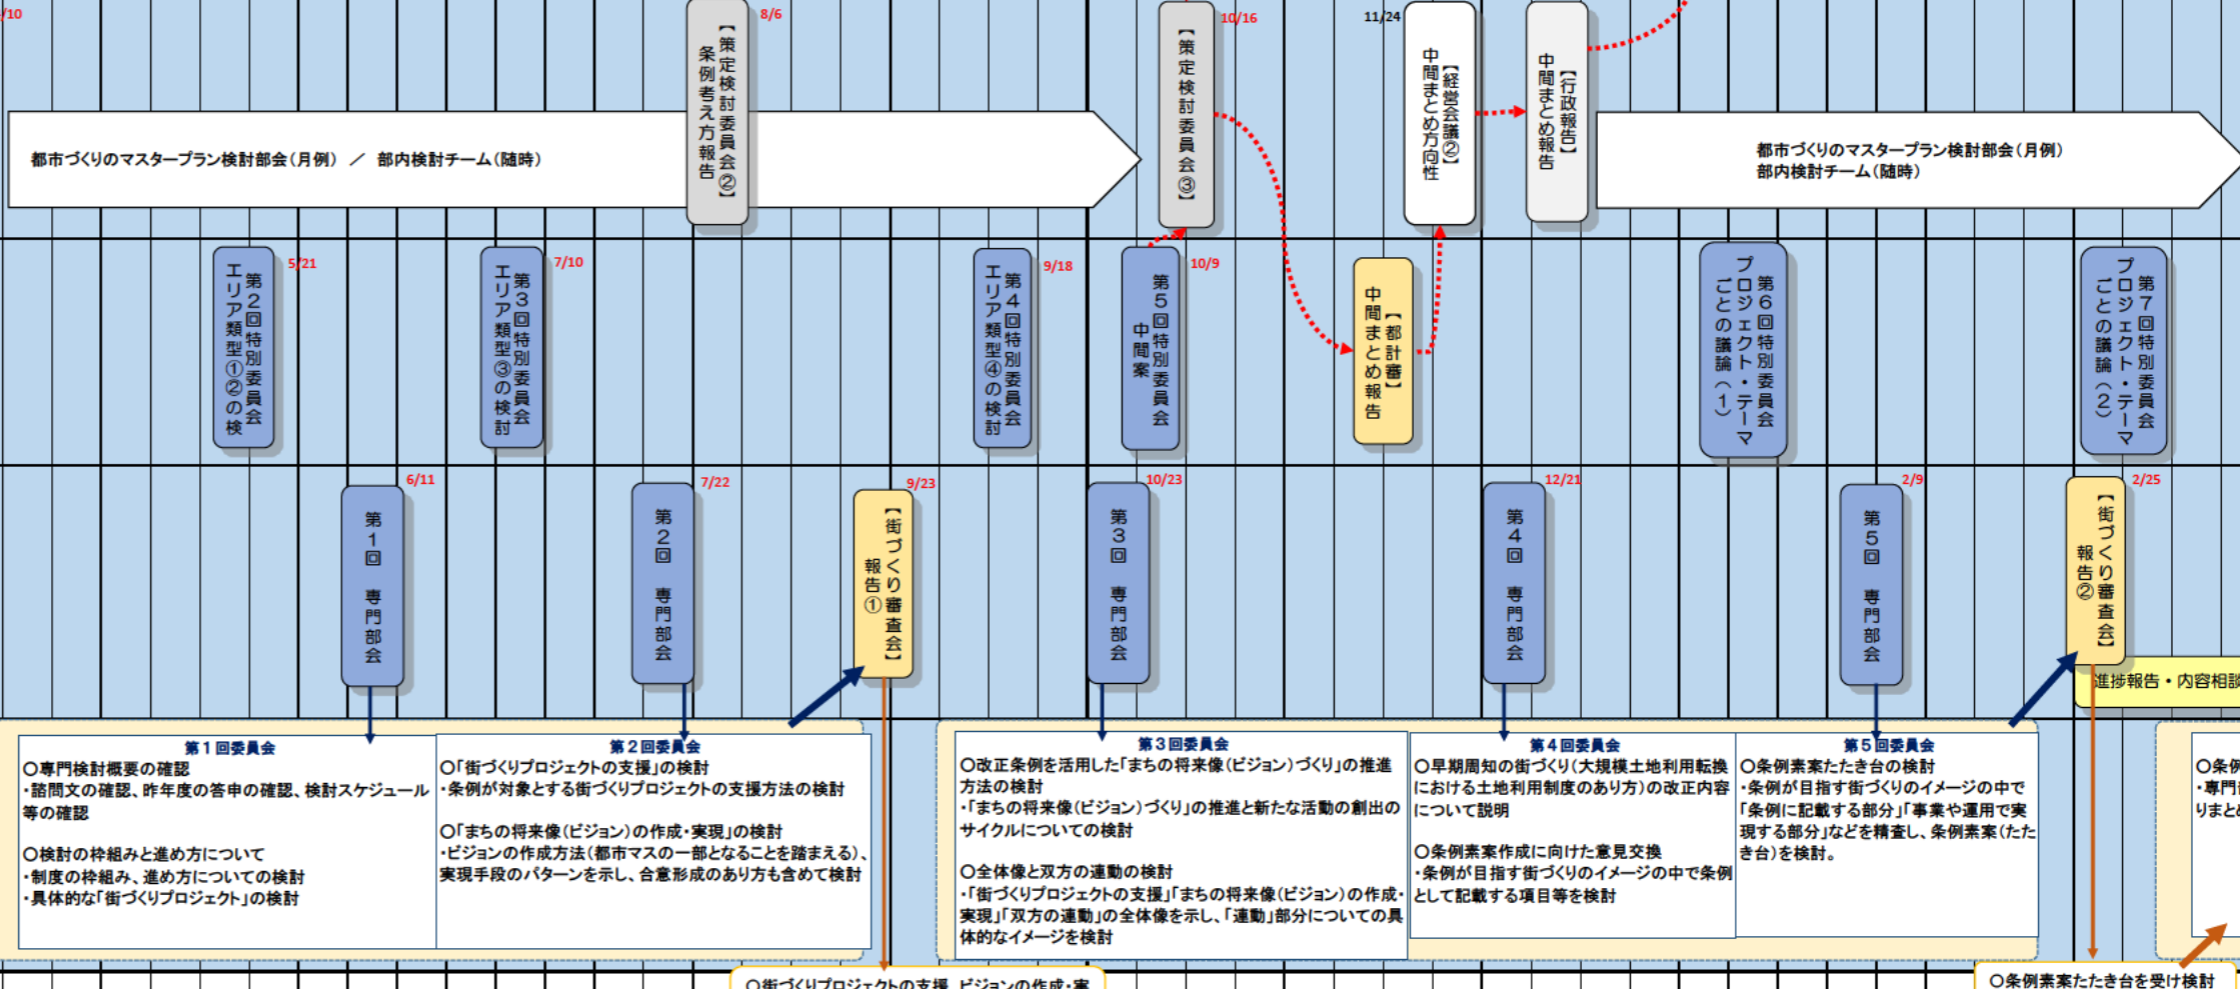 /10
8/6
10/16
11/24
【策定検討委員会②】
条例考え方報告
【策定検討委員会③】
【経営会議②】
中間まとめ方向性
【行政報告】
中間まとめ報告
都市づくりのマスタープラン検討部会(月例) ／ 部内検討チーム(随時)
都市づくりのマスタープラン検討部会(月例)
部内検討チーム(随時)
5/21
第2回特別委員会
エリア類型①②の検
7/10
第3回特別委員会
エリア類型③の検討
9/18
第4回特別委員会
エリア類型④の検討
10/9
第5回特別委員会
中間案
【都計審】
中間まとめ報告
第6回特別委員会
プロジェクト・テーマ
ごとの議論(1)
第7回特別委員会
プロジェクト・テーマ
ごとの議論(2)
6/11
第1回 専門部会
7/22
第2回 専門部会
9/23
【街づくり審査会】
報告①
10/23
第3回 専門部会
12/21
第4回 専門部会
2/9
第5回 専門部会
2/25
【街づくり審査会】
報告②
進捗報告・内容相談
第1回委員会
○専門検討概要の確認
・諮問文の確認、昨年度の答申の確認、検討スケジュール
等の確認
○検討の枠組みと進め方について
・制度の枠組み、進め方についての検討
・具体的な「街づくりプロジェクト」の検討
第2回委員会
○「街づくりプロジェクトの支援」の検討
・条例が対象とする街づくりプロジェクトの支援方法の検討
○「まちの将来像(ビジョン)の作成・実現」の検討
・ビジョンの作成方法(都市マスの一部となることを踏まえる)、
実現手段のパターンを示し、合意形成のあり方も含めて検討
第3回委員会
○改正条例を活用した「まちの将来像(ビジョン)づくり」の推進
方法の検討
・「まちの将来像(ビジョン)づくり」の推進と新たな活動の創出の
サイクルについての検討
○全体像と双方の連動の検討
・「街づくりプロジェクトの支援」「まちの将来像(ビジョン)の作成・
実現」「双方の連動」の全体像を示し、「連動」部分についての具
体的なイメージを検討
第4回委員会
○早期周知の街づくり(大規模土地利用転換
における土地利用制度のあり方)の改正内容
について説明
○条例素案作成に向けた意見交換
・条例が目指す街づくりのイメージの中で条例
として記載する項目等を検討
第5回委員会
○条例素案たたき台の検討
・条例が目指す街づくりのイメージの中で
「条例に記載する部分」「事業や運用で実
現する部分」などを精査し、条例素案(たた
き台)を検討。
○条例
・専門
りまと
○街づくりプロジェクトの支援、ビジョンの作成・実
○条例素案たたき台を受け検討